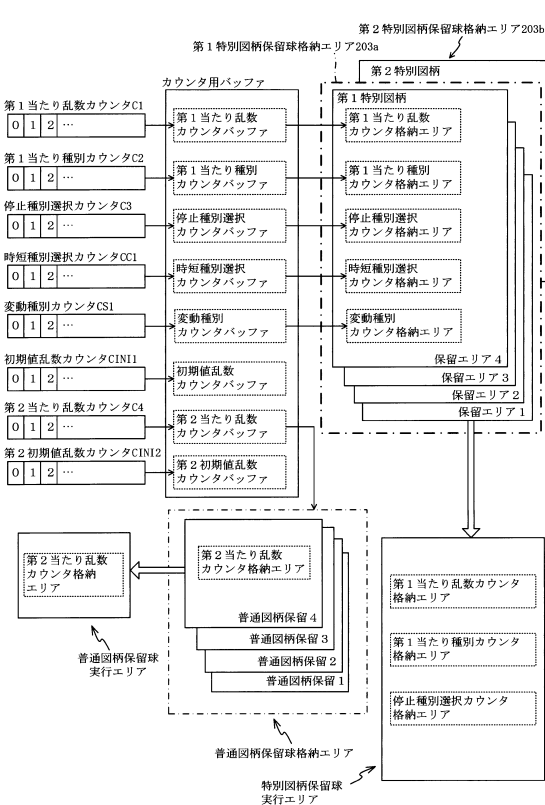 第2特別図柄保留球格納エリア203b
第1特別図柄保留球格納エリア203a
第2特別図柄
カウンタ用バッファ
第1特別図柄
第1当たり乱数カウンタC1
0 1 2 …
第1当たり乱数
カウンタバッファ
第1当たり乱数
カウンタ格納エリア
第1当たり種別カウンタC2
0 1 2 …
第1当たり種別
カウンタバッファ
第1当たり種別
カウンタ格納エリア
停止種別選択カウンタC3
0 1 2 …
停止種別選択
カウンタバッファ
停止種別選択
カウンタ格納エリア
時短種別選択カウンタCC1
0 1 2 …
時短種別選択
カウンタバッファ
時短種別選択
カウンタ格納エリア
変動種別カウンタCS1
0 1 2 …
変動種別
カウンタバッファ
変動種別
カウンタ格納エリア
保留エリア4
保留エリア3
保留エリア2
保留エリア1
初期値乱数カウンタCINI1
0 1 2 …
初期値乱数
カウンタバッファ
第2当たり乱数カウンタC4
0 1 2 …
第2当たり乱数
カウンタバッファ
第2初期値乱数カウンタCINI2
0 1 2 …
第2初期値乱数
カウンタバッファ
第2当たり乱数
カウンタ格納
エリア
普通図柄保留球
実行エリア
第2当たり乱数
カウンタ格納エリア
普通図柄保留4
普通図柄保留3
普通図柄保留2
普通図柄保留1
普通図柄保留球格納エリア
第1当たり乱数カウンタ
格納エリア
第1当たり種別カウンタ
格納エリア
停止種別選択カウンタ
格納エリア
特別図柄保留球
実行エリア